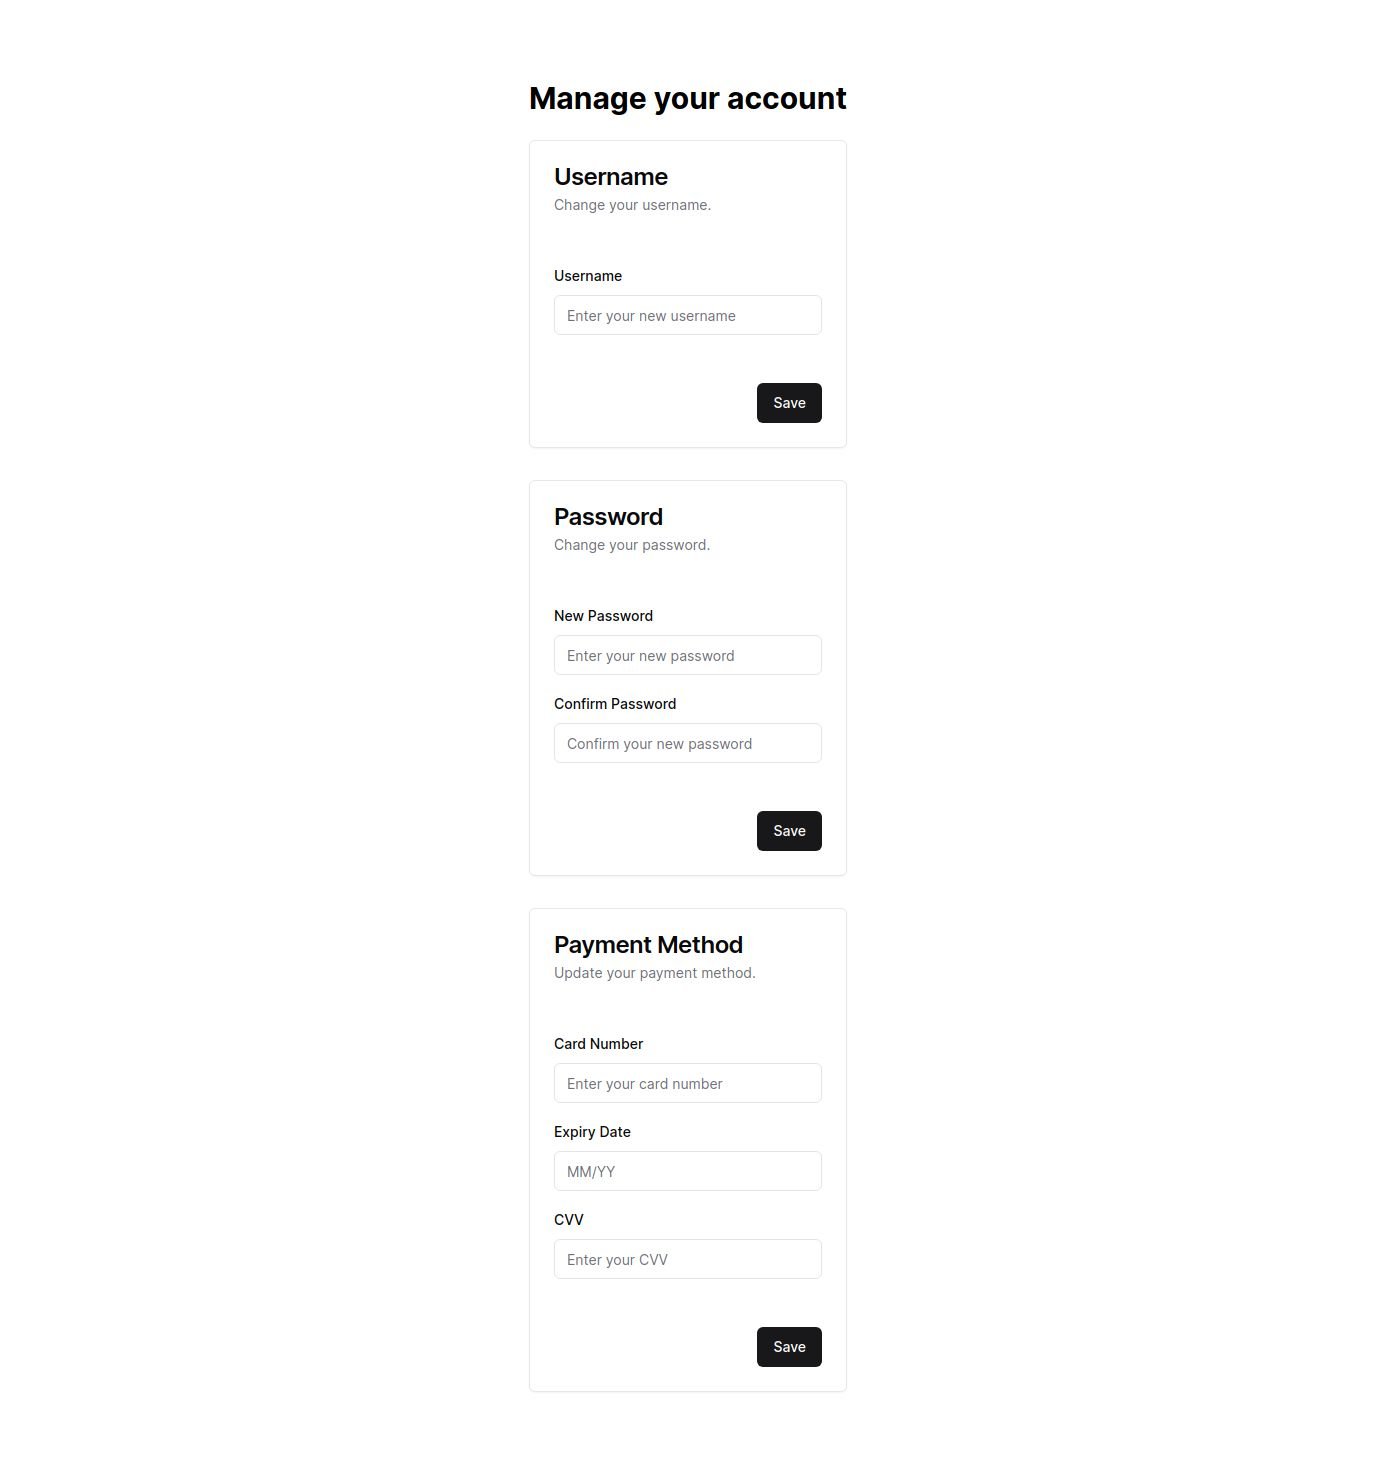 Manage your account
Username
Change your username.
Username
Enter your new username
Save
Password
Change your password.
New Password
Enter your new password
Confirm Password
Confirm your new password
Save
Payment Method
Update your payment method.
Card Number
Enter your card number
Expiry Date
MM/YY
CVV
Enter your CVV
Save